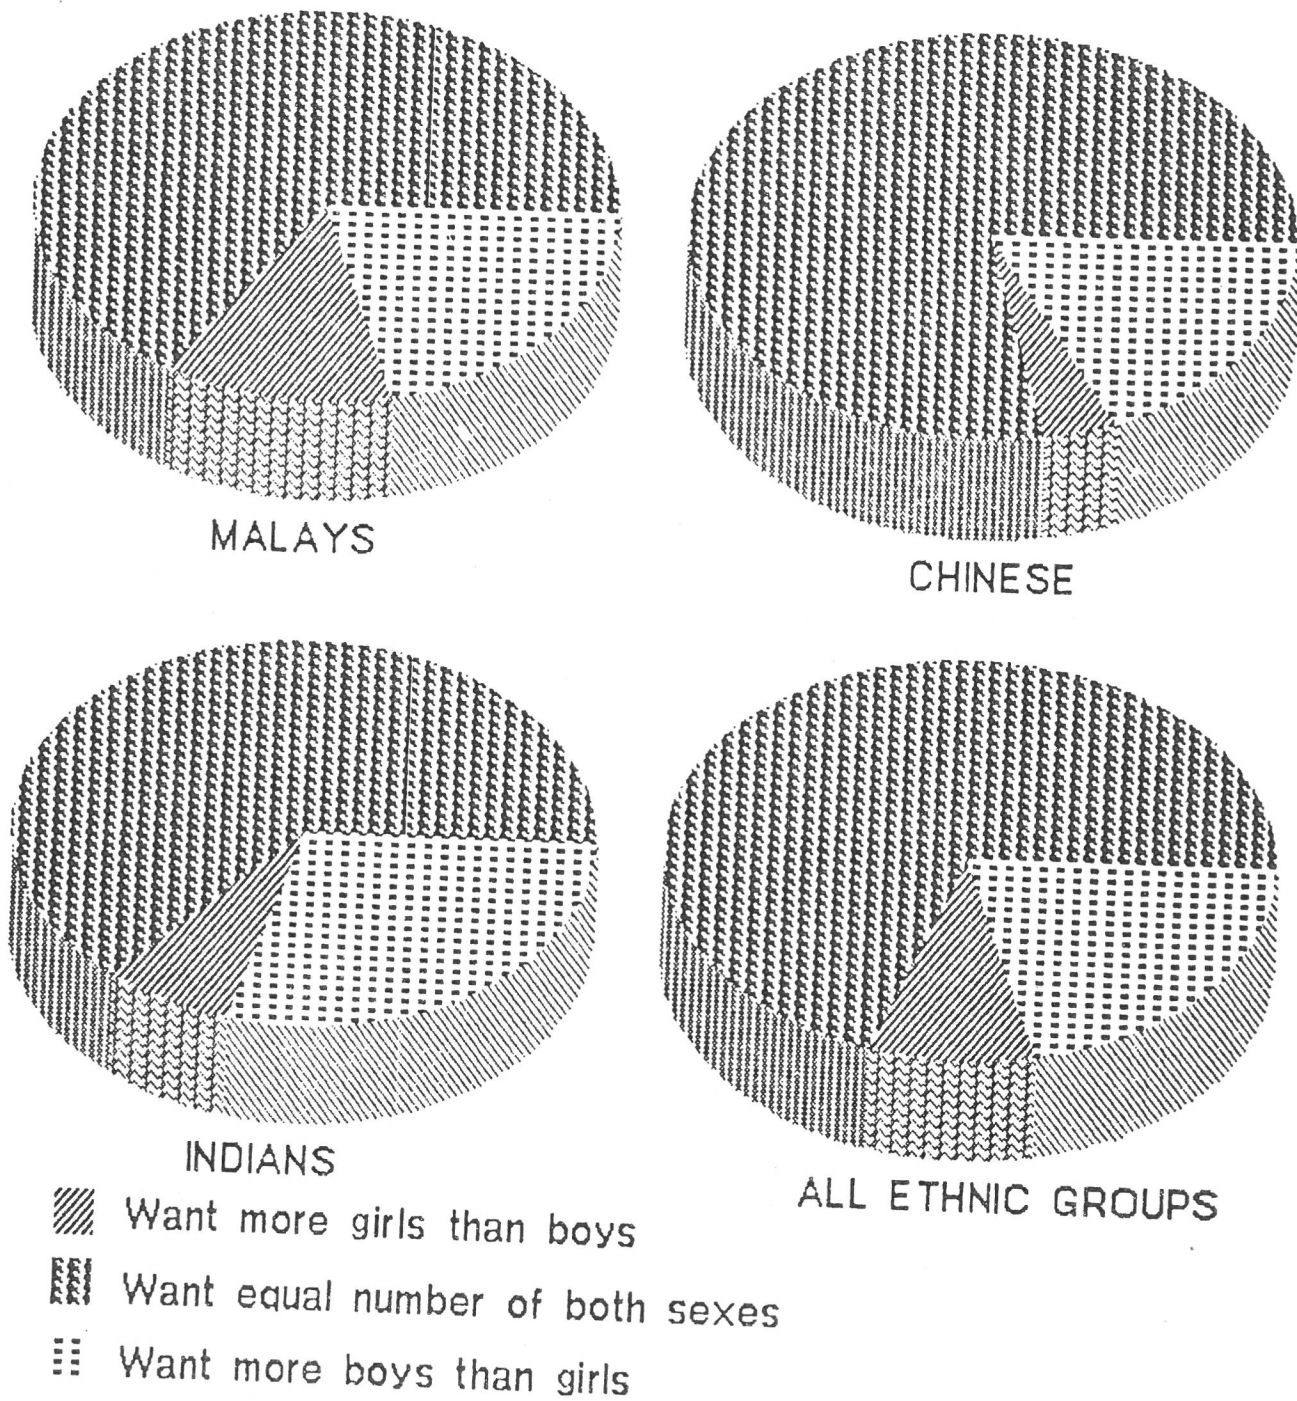 MALAYS
CHINESE
INDIANS
ALL ETHNIC GROUPS
Want more girls than boys
Want equal number of both sexes
Want more boys than girls